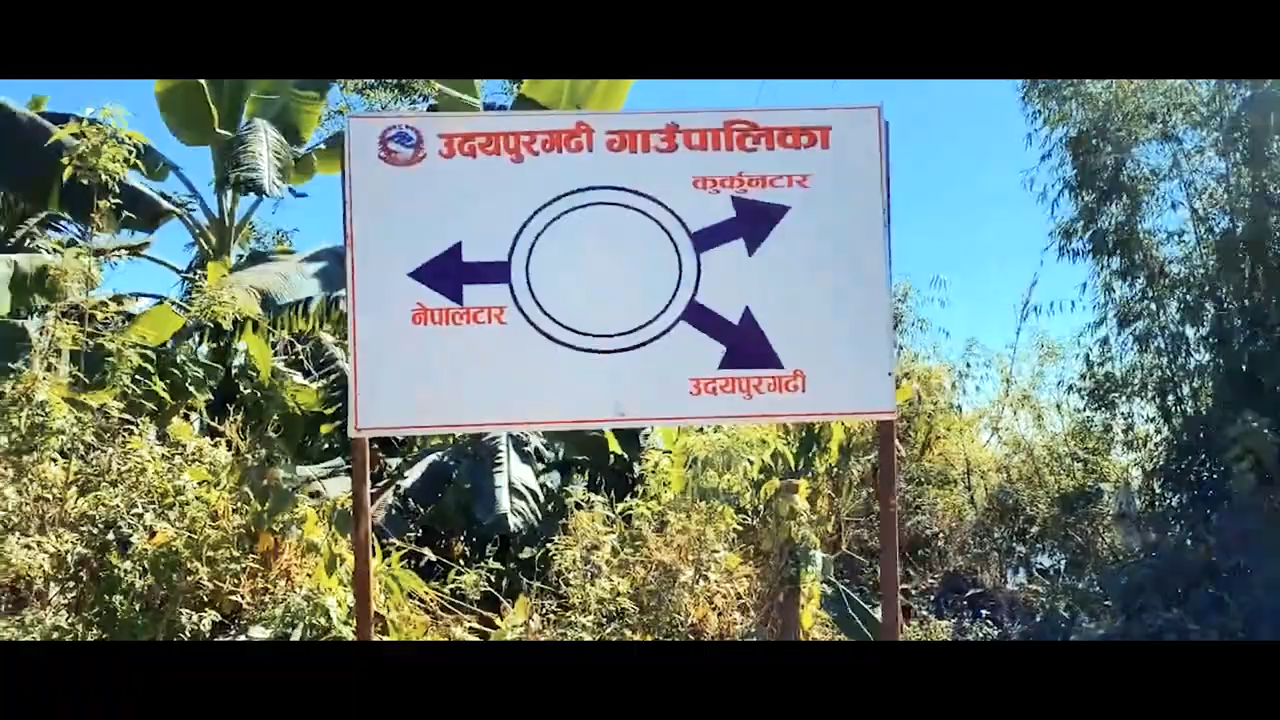 उदयपुरगढी गाउँपालिका
कुर्कुनटार
नेपालटार
उदयपुरगढी